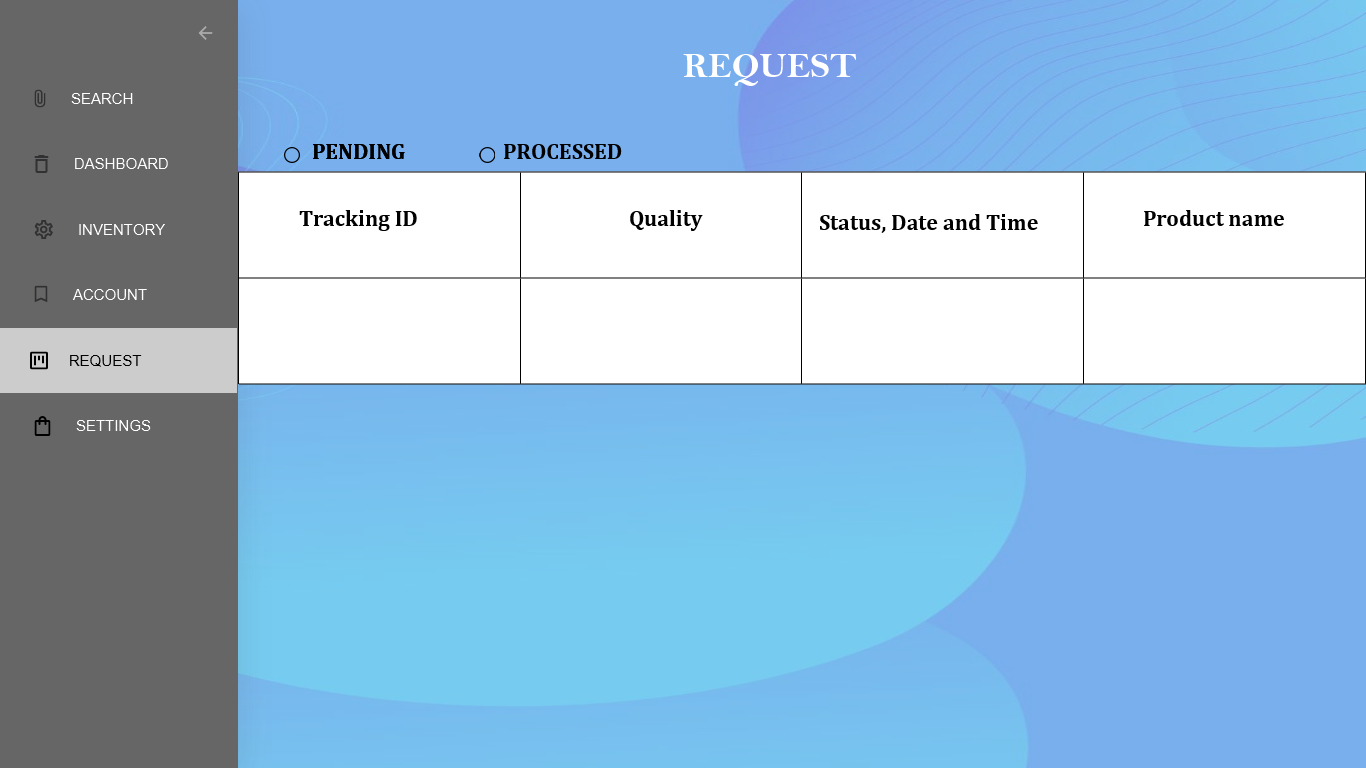 REQUEST
SEARCH
DASHBOARD
INVENTORY
ACCOUNT
REQUEST
SETTINGS
PENDING
PROCESSED
Tracking ID
Quality
Status, Date and Time
Product name